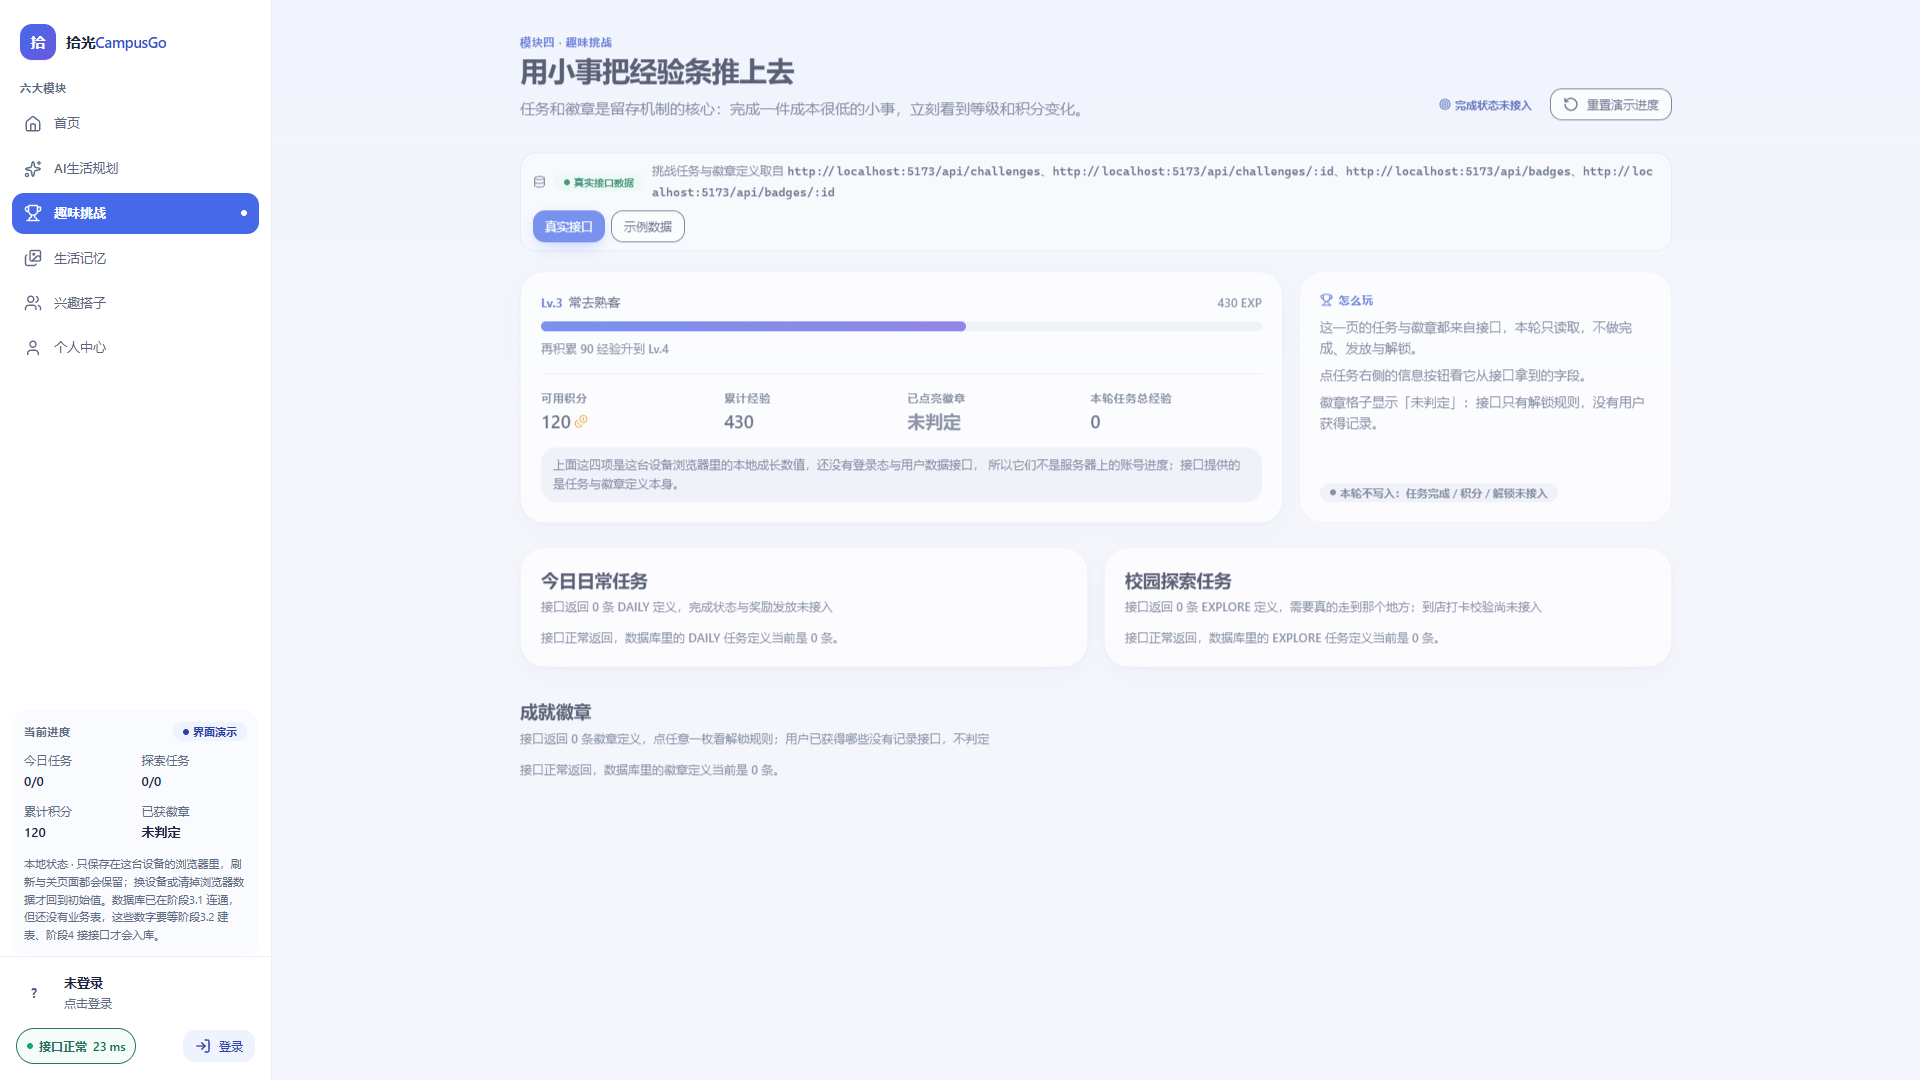 拾
拾光CampusGo
六大模块
首页
AI生活规划
趣味挑战
生活记忆
兴趣搭子
个人中心
当前进度
界面演示
今日任务
探索任务
0/0
0/0
累计积分
已获徽章
120
未判定
本地状态 · 只保存在这台设备的浏览器里，刷
新与关页面都会保留；换设备或清掉浏览器数
据才回到初始值。数据库已在阶段3.1 连通，
但还没有业务表，这些数字要等阶段3.2 建
表、阶段4 接接口才会入库。
?
未登录
点击登录
接口正常 23 ms
登录
模块四 · 趣味挑战
用小事把经验条推上去
任务和徽章是留存机制的核心：完成一件成本很低的小事，立刻看到等级和积分变化。
完成状态未接入
重置演示进度
真实接口数据
挑战任务与徽章定义取自 http://localhost:5173/api/challenges、http://localhost:5173/api/challenges/:id、http://localhost:5173/api/badges、http://loc
alhost:5173/api/badges/:id
真实接口
示例数据
Lv.3 常去熟客
430 EXP
再积累 90 经验升到 Lv.4
可用积分
累计经验
已点亮徽章
本轮任务总经验
120
430
未判定
0
上面这四项是这台设备浏览器里的本地成长数值，还没有登录态与用户数据接口， 所以它们不是服务器上的账号进度；接口提供的
是任务与徽章定义本身。
怎么玩
这一页的任务与徽章都来自接口，本轮只读取，不做完
成、发放与解锁。
点任务右侧的信息按钮看它从接口拿到的字段。
徽章格子显示「未判定」：接口只有解锁规则，没有用户
获得记录。
本轮不写入：任务完成 / 积分 / 解锁未接入
今日日常任务
接口返回 0 条 DAILY 定义，完成状态与奖励发放未接入
接口正常返回，数据库里的 DAILY 任务定义当前是 0 条。
校园探索任务
接口返回 0 条 EXPLORE 定义，需要真的走到那个地方；到店打卡校验尚未接入
接口正常返回，数据库里的 EXPLORE 任务定义当前是 0 条。
成就徽章
接口返回 0 条徽章定义，点任意一枚看解锁规则；用户已获得哪些没有记录接口，不判定
接口正常返回，数据库里的徽章定义当前是 0 条。